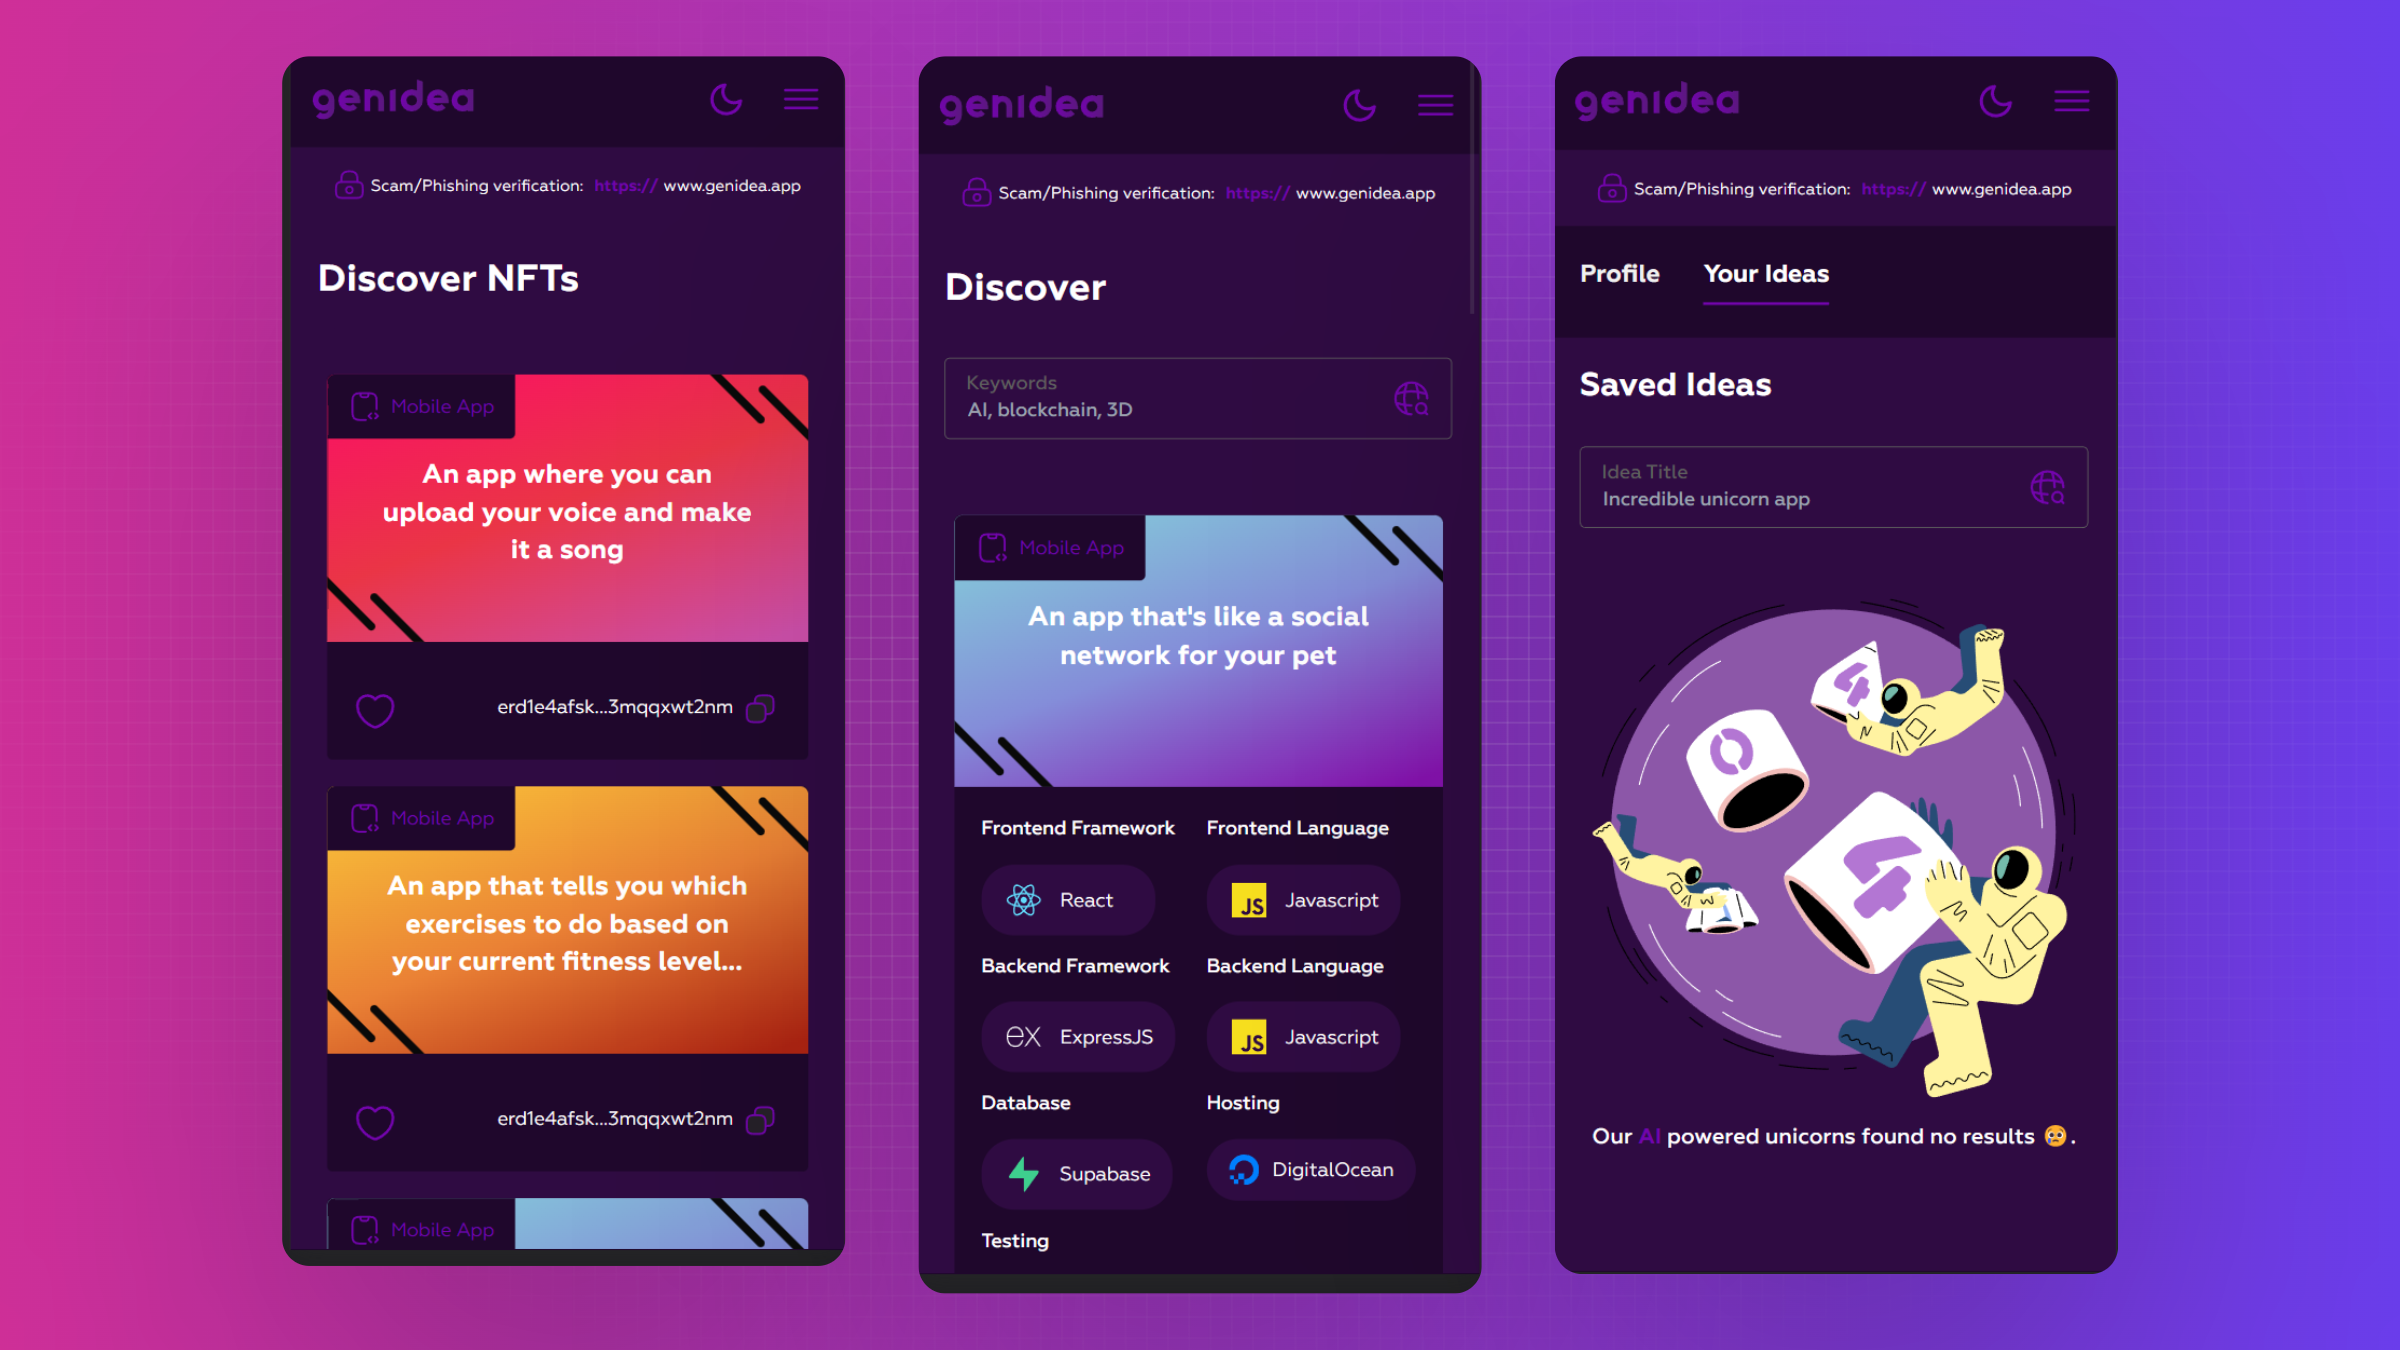 genidea
Scam/Phishing verification: https:// www.genidea.app
Discover NFTs
Mobile App
An app where you can
upload your voice and make
it a song
erd1e4afsk...3mqqxwt2nm
Mobile App
An app that tells you which
exercises to do based on
your current fitness level...
erd1e4afsk...3mqqxwt2nm
Mobile App
genidea
Scam/Phishing verification: https:// www.genidea.app
Discover
Keywords
AI, blockchain, 3D
Mobile App
An app that's like a social
network for your pet
Frontend Framework Frontend Language
React JS Javascript
Backend Framework Backend Language
ex ExpressJS JS Javascript
Database Hosting
Supabase DigitalOcean
Testing
genidea
Scam/Phishing verification: https:// www.genidea.app
Profile Your Ideas
Saved Ideas
Idea Title
Incredible unicorn app
4
0
4
Our AI powered unicorns found no results 😢.